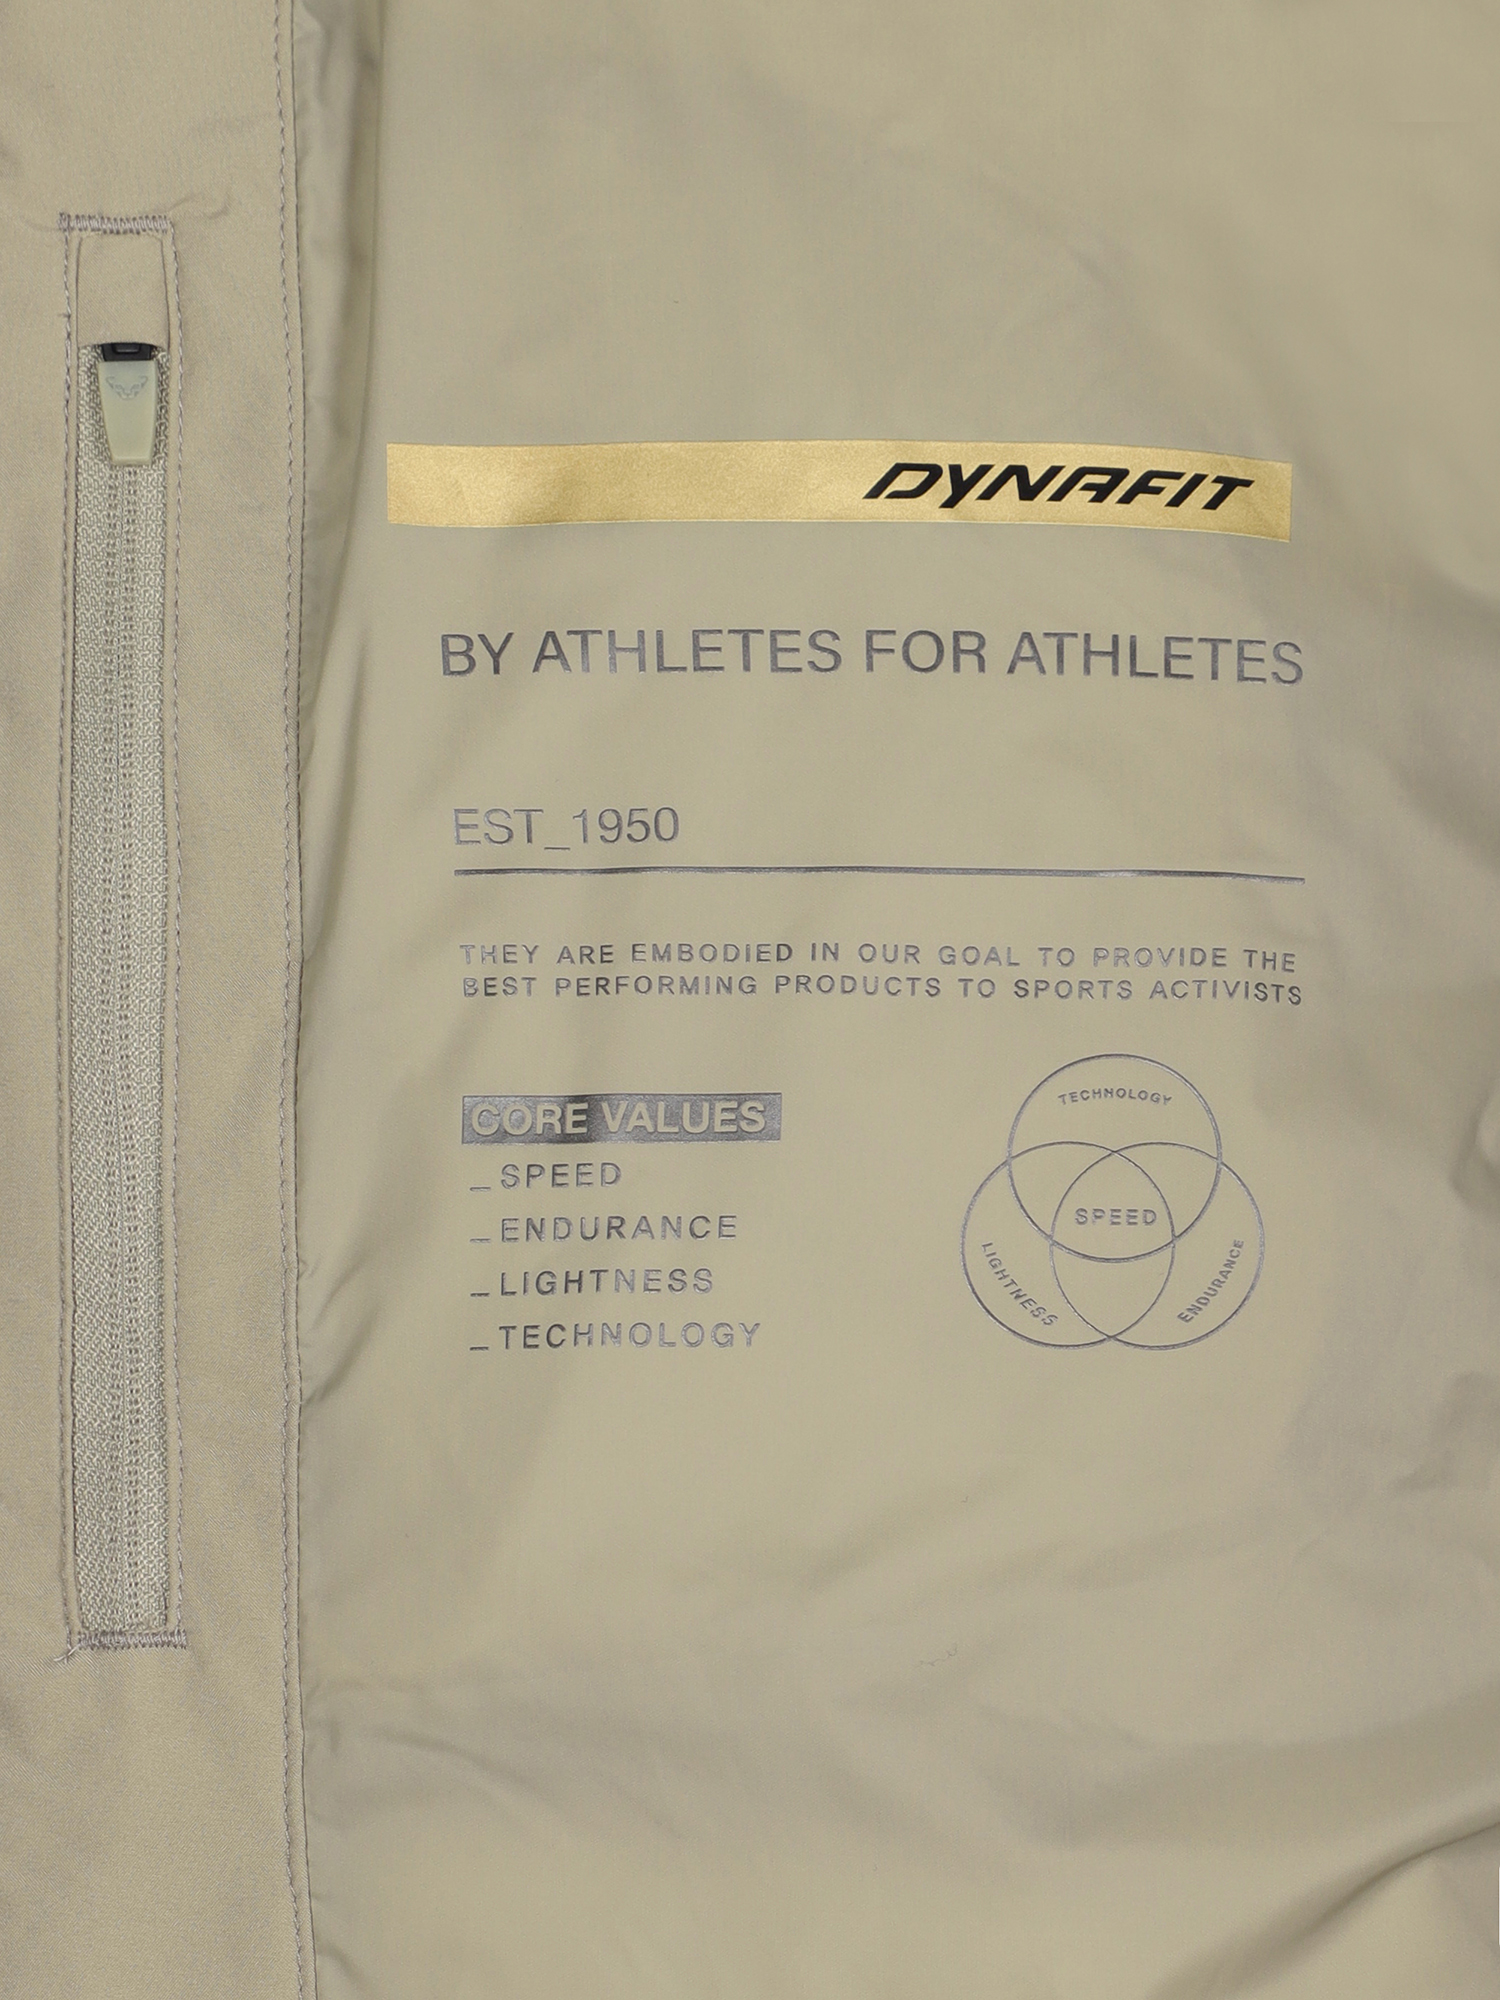 DYNAFIT
BY ATHLETES FOR ATHLETES
EST_1950
THEY ARE EMBODIED IN OUR GOAL TO PROVIDE THE
BEST PERFORMING PRODUCTS TO SPORTS ACTIVISTS
CORE VALUES
_SPEED
_ENDURANCE
_LIGHTNESS
_TECHNOLOGY
TECHNOLOGY
SPEED
LIGHTNESS
ENDURANCE